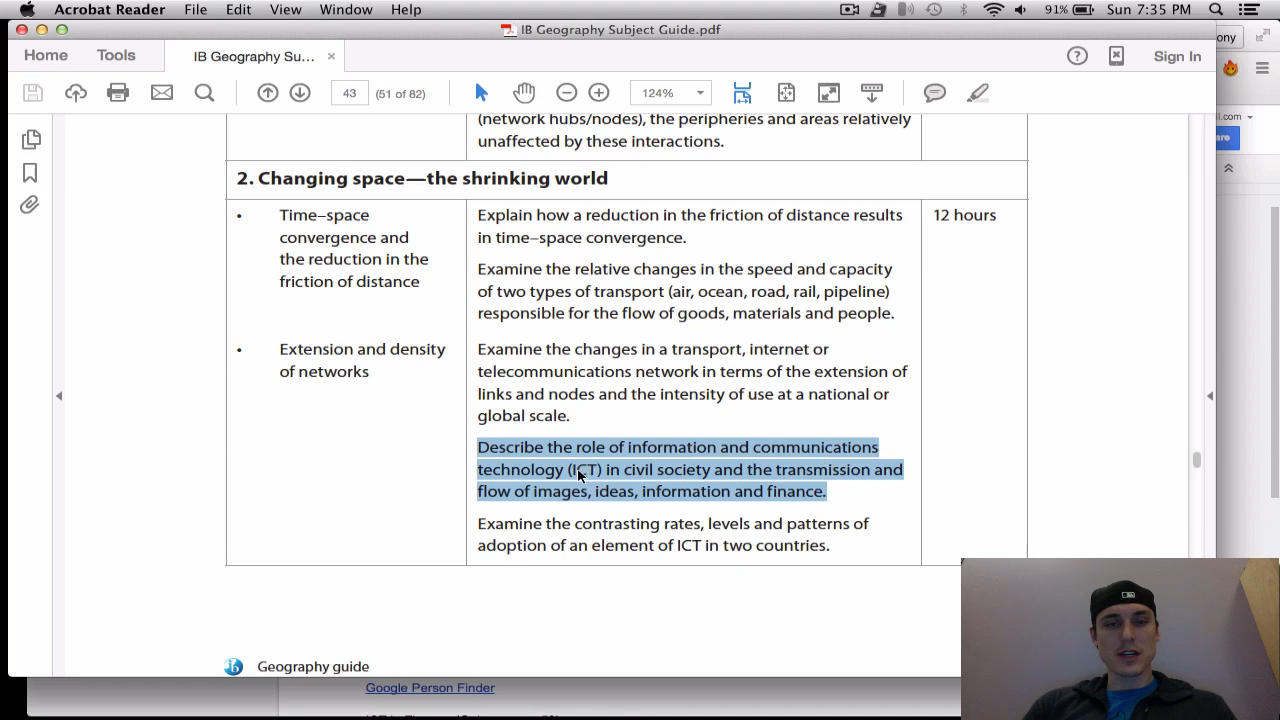 Acrobat Reader File Edit View Window Help 91% Sun 7:35 PM
IB Geography Subject Guide.pdf
ony
Home Tools IB Geography Su... × ? Sign In
43 (51 of 82) 124%
l.com
are
(network hubs/nodes), the peripheries and areas relatively
unaffected by these interactions.
2. Changing space—the shrinking world
• Time–space
convergence and
the reduction in the
friction of distance
Explain how a reduction in the friction of distance results
in time–space convergence.
12 hours
Examine the relative changes in the speed and capacity
of two types of transport (air, ocean, road, rail, pipeline)
responsible for the flow of goods, materials and people.
• Extension and density
of networks
Examine the changes in a transport, internet or
telecommunications network in terms of the extension of
links and nodes and the intensity of use at a national or
global scale.
Describe the role of information and communications
technology (ICT) in civil society and the transmission and
flow of images, ideas, information and finance.
Examine the contrasting rates, levels and patterns of
adoption of an element of ICT in two countries.
ib Geography guide
Google Person Finder